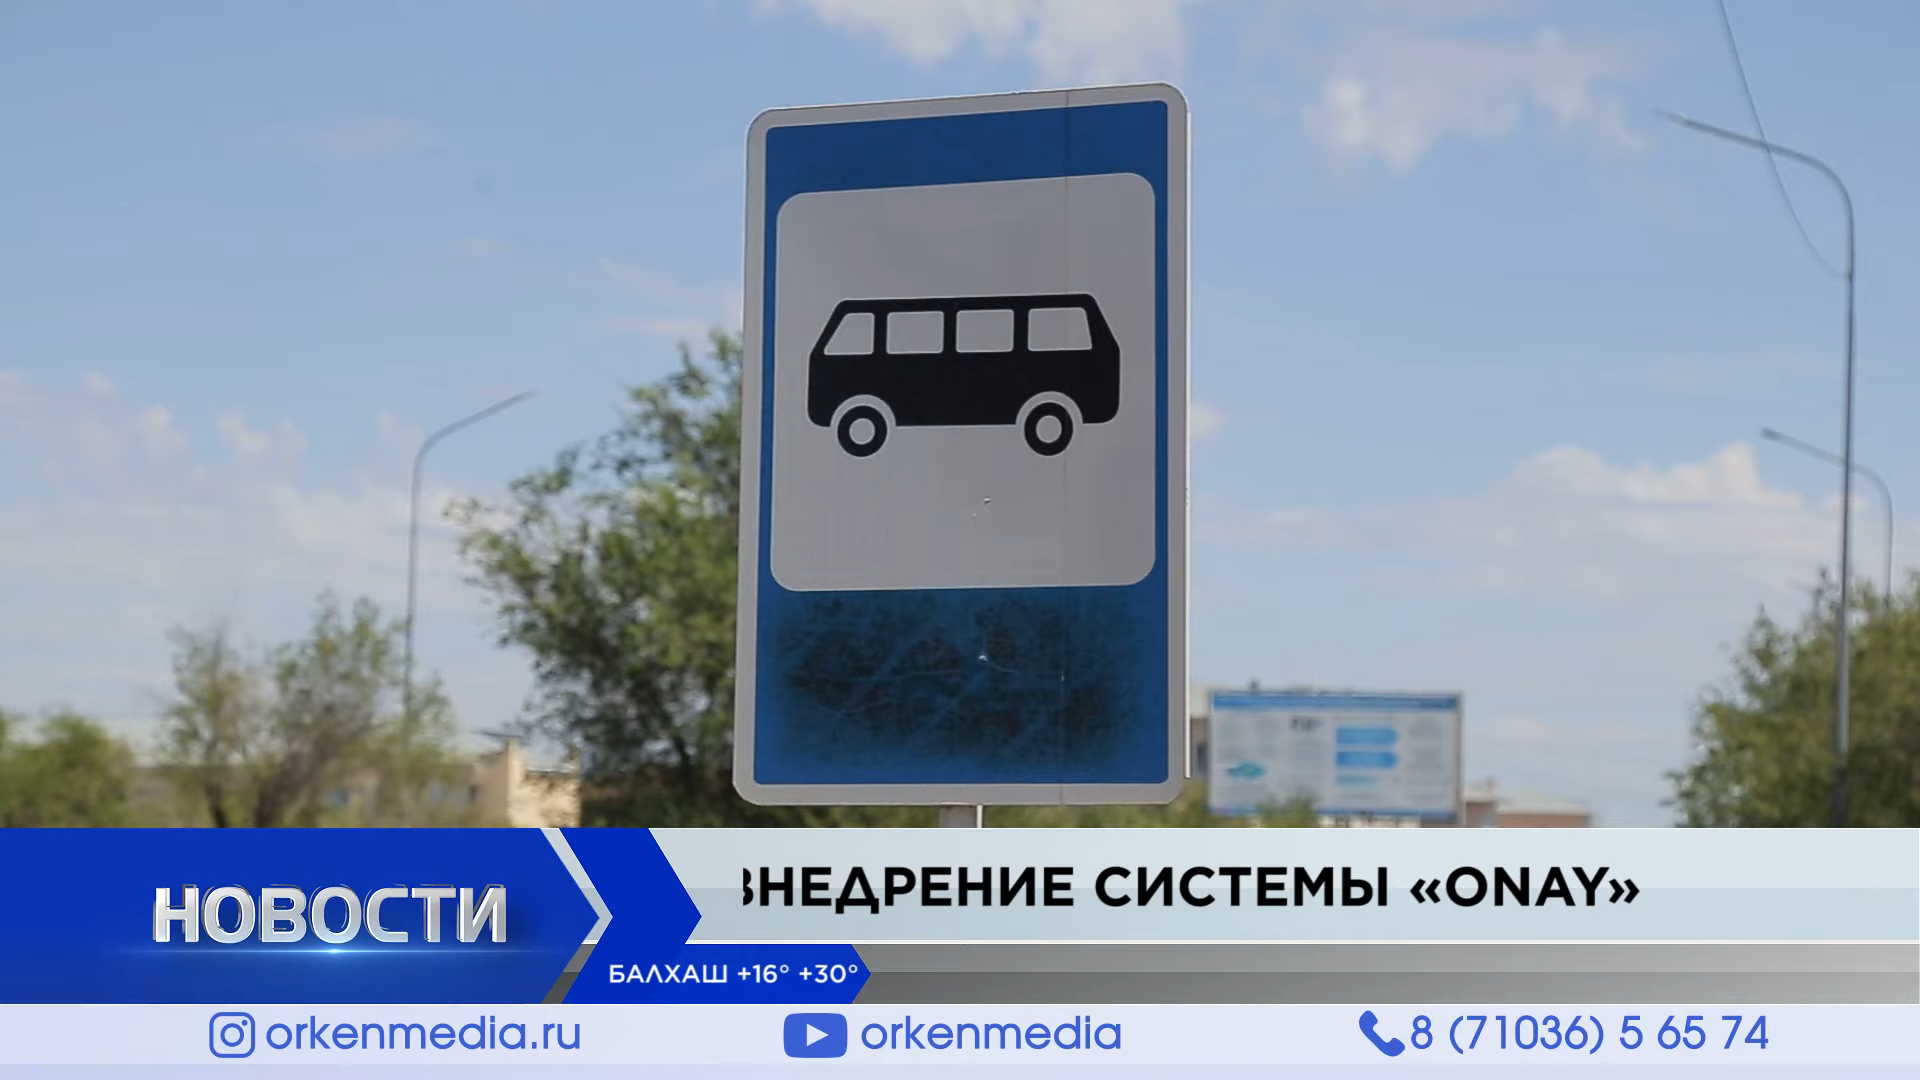 ВНЕДРЕНИЕ СИСТЕМЫ «ONAY»
НОВОСТИ
БАЛХАШ +16° +30°
orkenmedia.ru
orkenmedia
8 (71036) 5 65 74